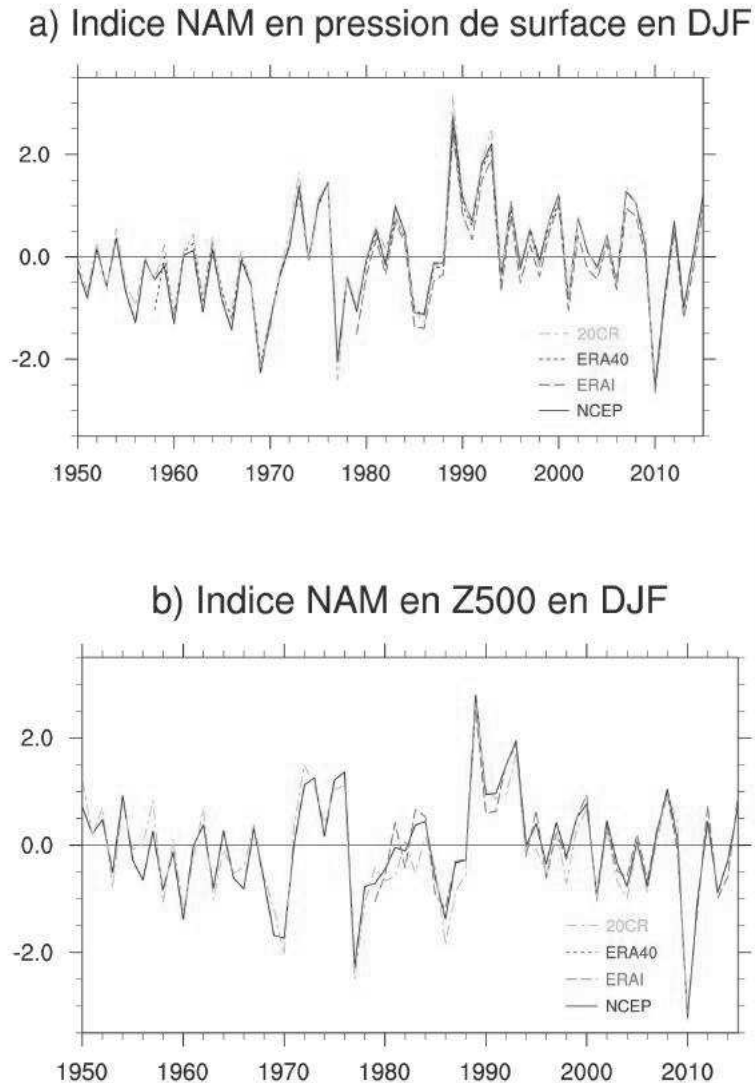 a) Indice NAM en pression de surface en DJF
2.0
0.0
-2.0
20CR
ERA40
ERAI
NCEP
1950 1960 1970 1980 1990 2000 2010
b) Indice NAM en Z500 en DJF
2.0
0.0
-2.0
20CR
ERA40
ERAI
NCEP
1950 1960 1970 1980 1990 2000 2010